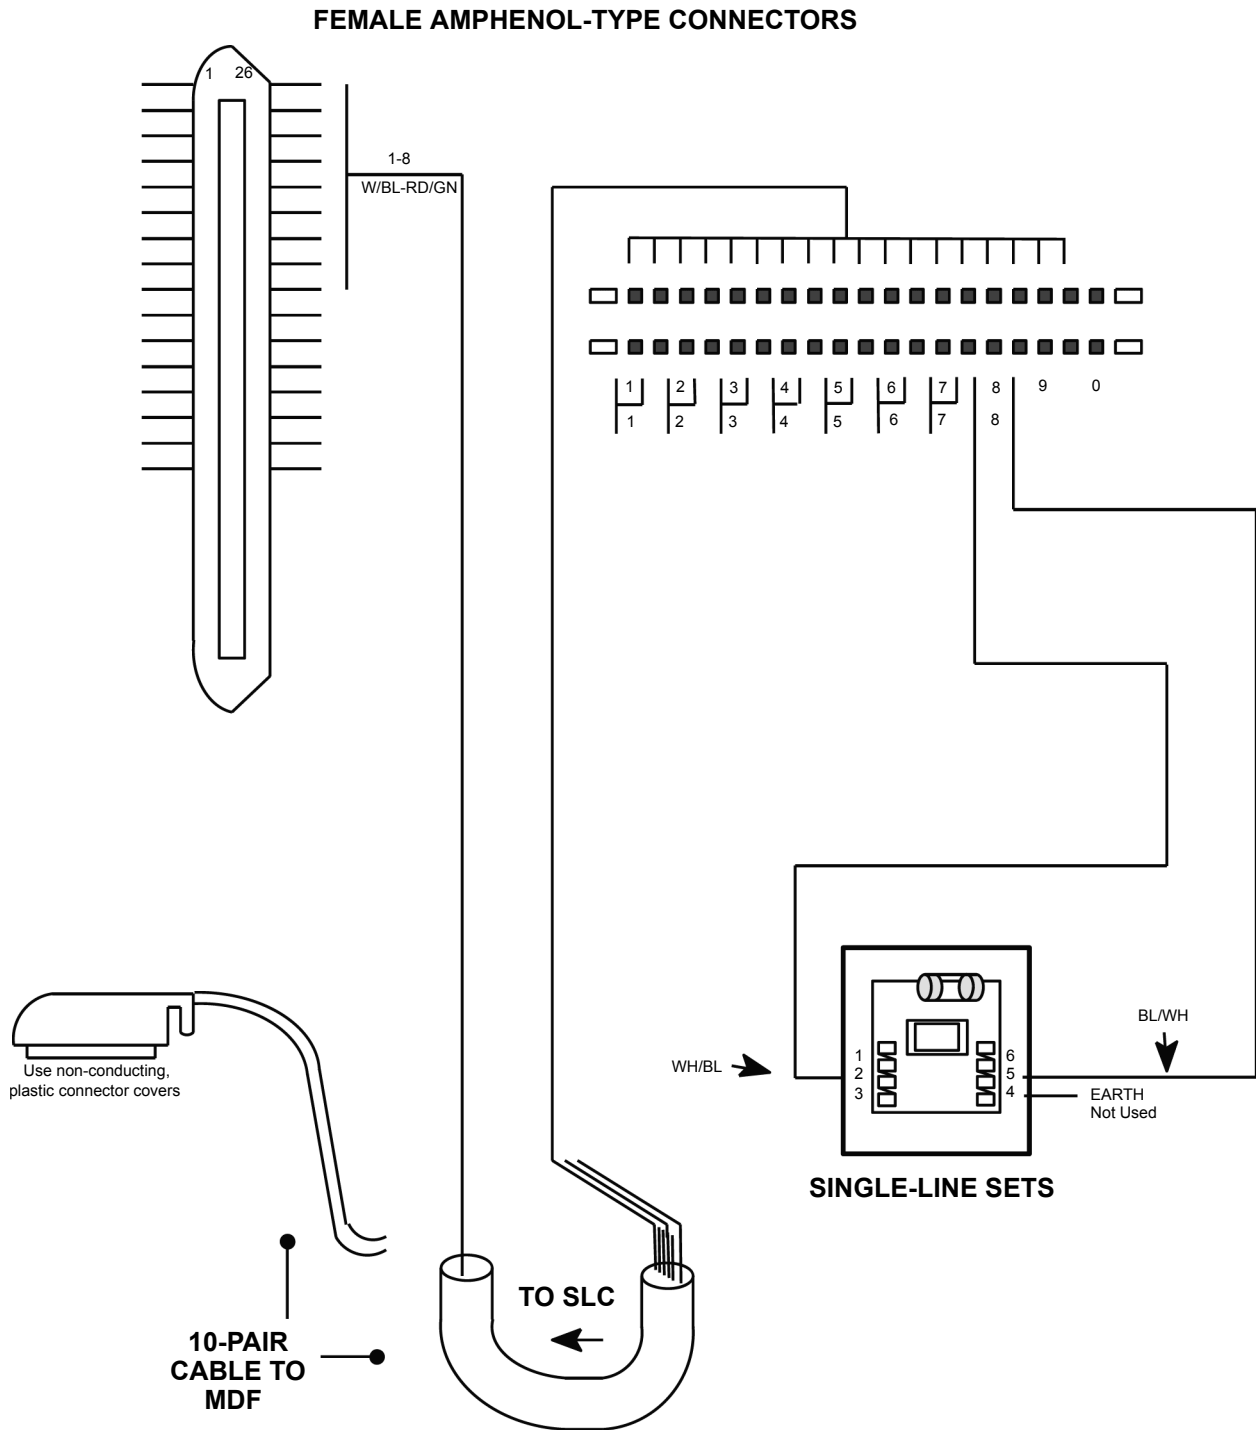 FEMALE AMPHENOL-TYPE CONNECTORS
1 26
1-8
W/BL-RD/GN
1 2 3 4 5 6 7 8 9 0
1 2 3 4 5 6 7 8
Use non-conducting,
plastic connector covers
WH/BL
BL/WH
1 6
2 5
3 4
EARTH
Not Used
SINGLE-LINE SETS
TO SLC
10-PAIR
CABLE TO
MDF